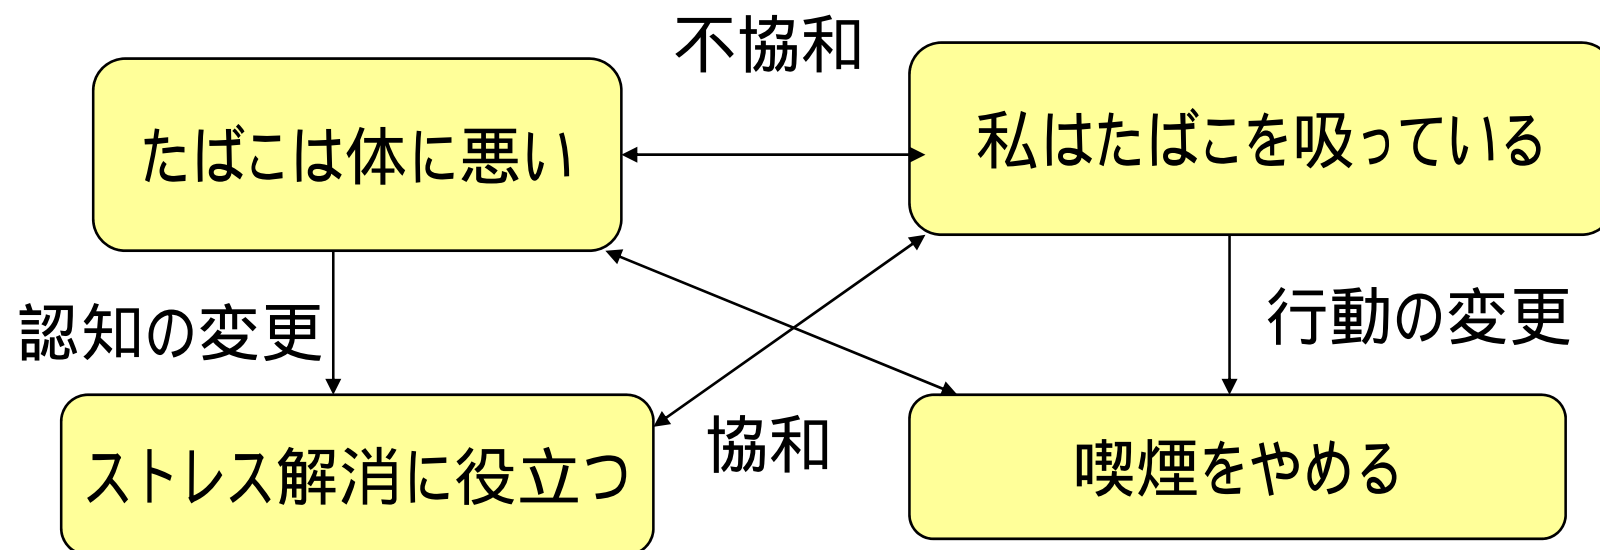 不協和
たばこは体に悪い
私はたばこを吸っている
認知の変更
行動の変更
ストレス解消に役立つ
協和
喫煙をやめる